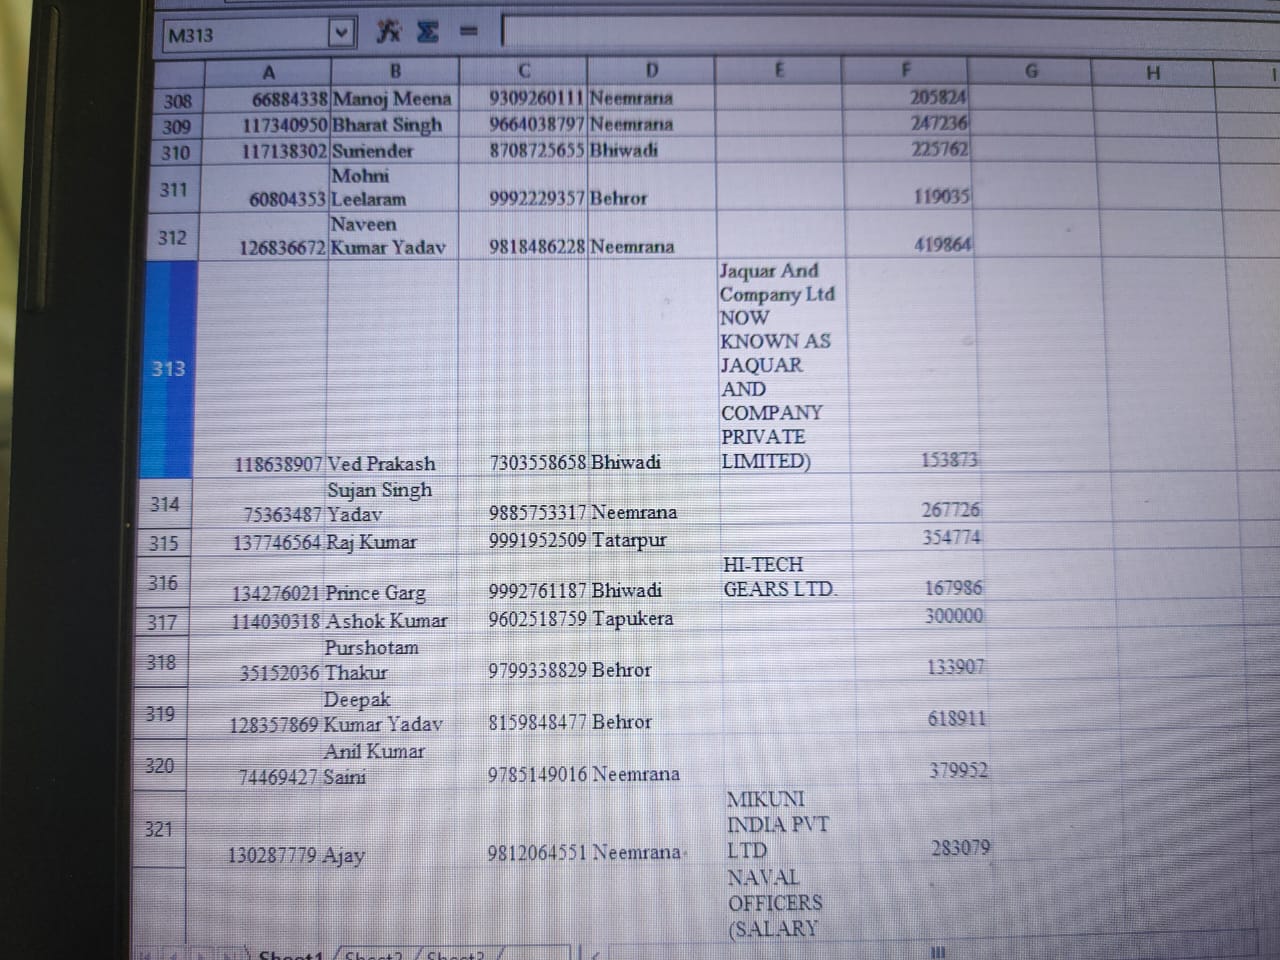 M313
A B C D E F G H I
308 66884338 Manoj Meena 9309260111 Neemrana 205824
309 117340950 Bharat Singh 9664038797 Neemrana 247236
310 117138302 Suriender 8708725655 Bhiwadi 225762
311 60804353 Mohni Leelaram 9992229357 Behror 119035
312 126836672 Naveen Kumar Yadav 9818486228 Neemrana 419864
313 118638907 Ved Prakash 7303558658 Bhiwadi Jaquar And Company Ltd NOW KNOWN AS JAQUAR AND COMPANY PRIVATE LIMITED) 153873
314 75363487 Sujan Singh Yadav 9885753317 Neemrana 267726
315 137746564 Raj Kumar 9991952509 Tatarpur 354774
316 134276021 Prince Garg 9992761187 Bhiwadi HI-TECH GEARS LTD. 167986
317 114030318 Ashok Kumar 9602518759 Tapukera 300000
318 35152036 Purshotam Thakur 9799338829 Behror 133907
319 128357869 Deepak Kumar Yadav 8159848477 Behror 618911
320 74469427 Anil Kumar Saini 9785149016 Neemrana 379952
321 130287779 Ajay 9812064551 Neemrana MIKUNI INDIA PVT LTD 283079
NAVAL OFFICERS (SALARY
Sheet1 Sheet2 Sheet3